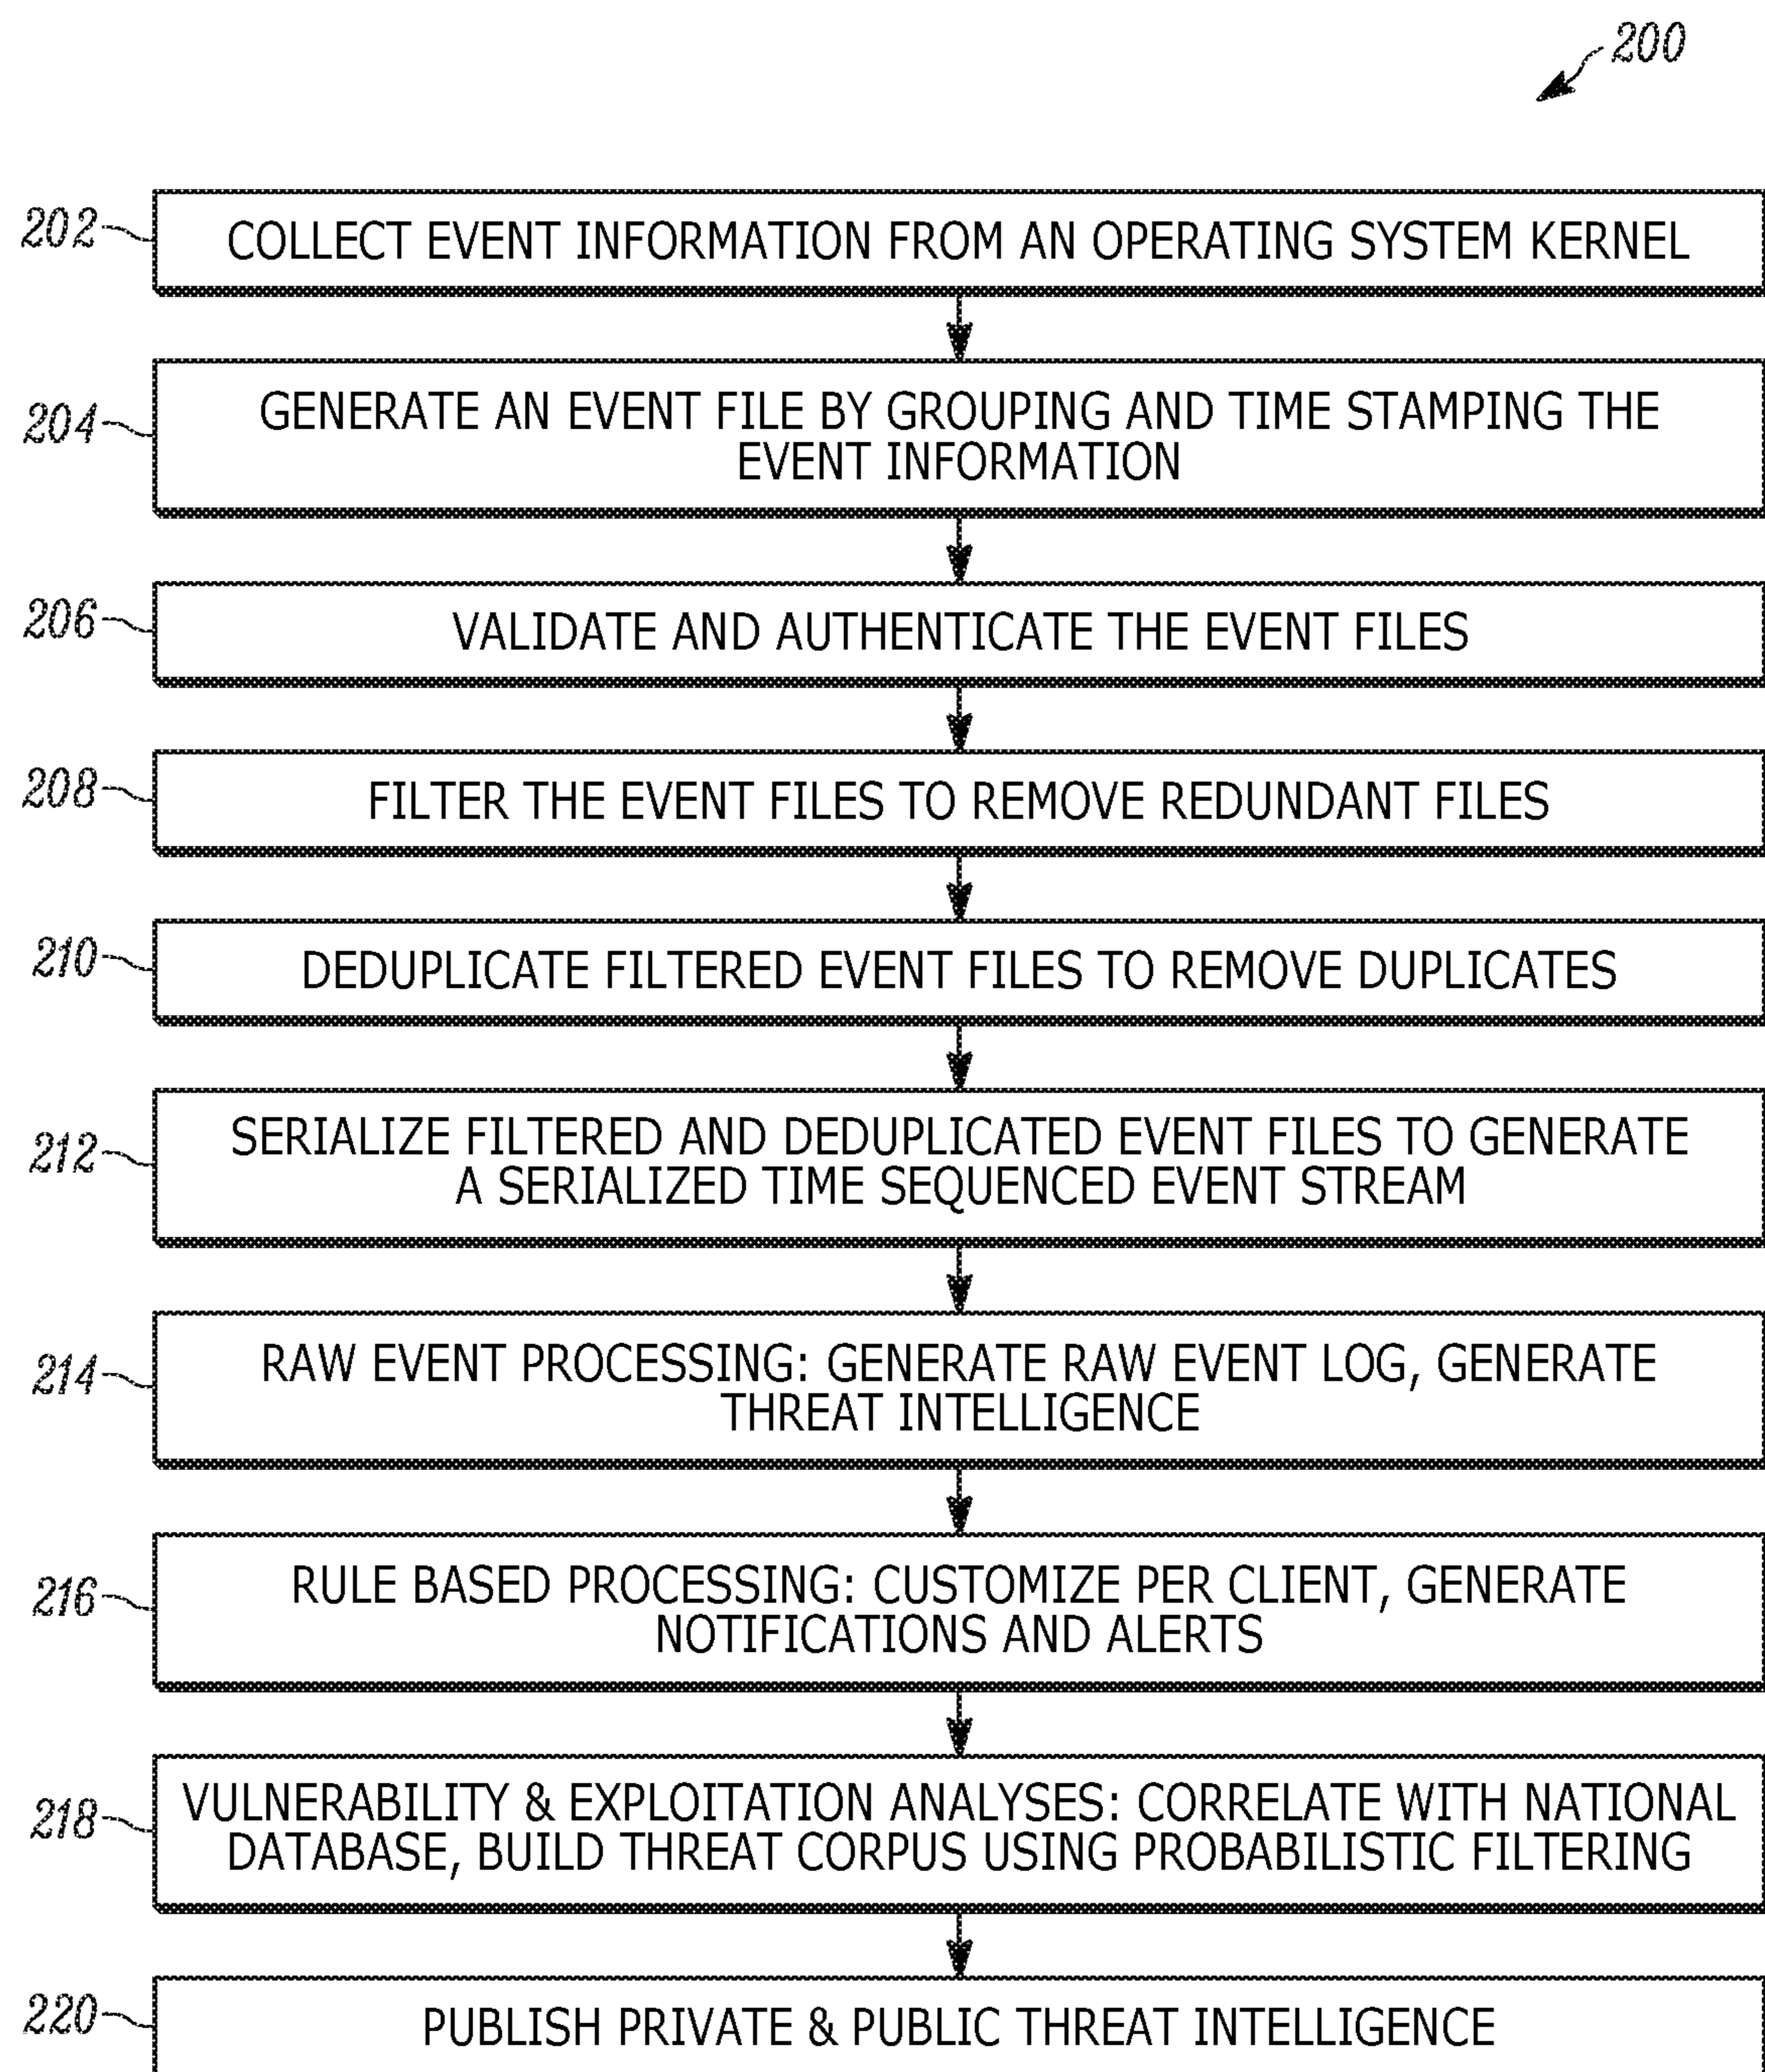 200
202
COLLECT EVENT INFORMATION FROM AN OPERATING SYSTEM KERNEL
204
GENERATE AN EVENT FILE BY GROUPING AND TIME STAMPING THE
EVENT INFORMATION
206
VALIDATE AND AUTHENTICATE THE EVENT FILES
208
FILTER THE EVENT FILES TO REMOVE REDUNDANT FILES
210
DEDUPLICATE FILTERED EVENT FILES TO REMOVE DUPLICATES
212
SERIALIZE FILTERED AND DEDUPLICATED EVENT FILES TO GENERATE
A SERIALIZED TIME SEQUENCED EVENT STREAM
214
RAW EVENT PROCESSING: GENERATE RAW EVENT LOG, GENERATE
THREAT INTELLIGENCE
216
RULE BASED PROCESSING: CUSTOMIZE PER CLIENT, GENERATE
NOTIFICATIONS AND ALERTS
218
VULNERABILITY & EXPLOITATION ANALYSES: CORRELATE WITH NATIONAL
DATABASE, BUILD THREAT CORPUS USING PROBABILISTIC FILTERING
220
PUBLISH PRIVATE & PUBLIC THREAT INTELLIGENCE